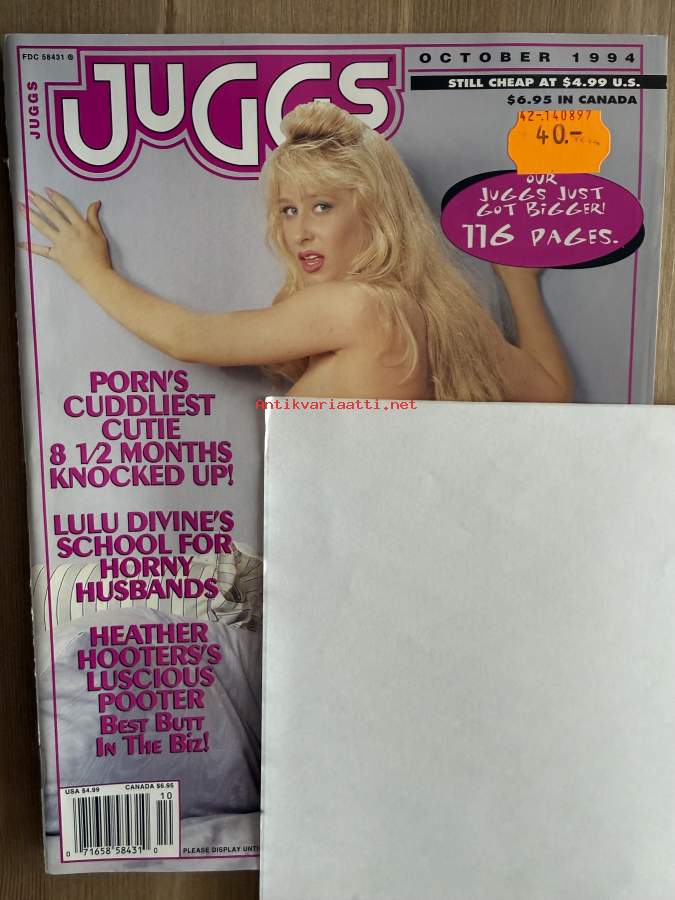 FDC 58431
JUGGS
JUGGS
OCTOBER 1994
STILL CHEAP AT $4.99 U.S.
$6.95 IN CANADA
42-.140897
40.-
OUR
JUGGS JUST
GOT BIGGER!
116 PAGES.
Antikvariaatti.net
PORN'S
CUDDLIEST
CUTIE
8 1/2 MONTHS
KNOCKED UP!
LULU DIVINE'S
SCHOOL FOR
HORNY
HUSBANDS
HEATHER
HOOTERS'S
LUSCIOUS
POOTER
BEST BUTT
IN THE BIZ!
USA $4.99 CANADA $6.95
10
0 71658 58431 0
PLEASE DISPLAY UNTI